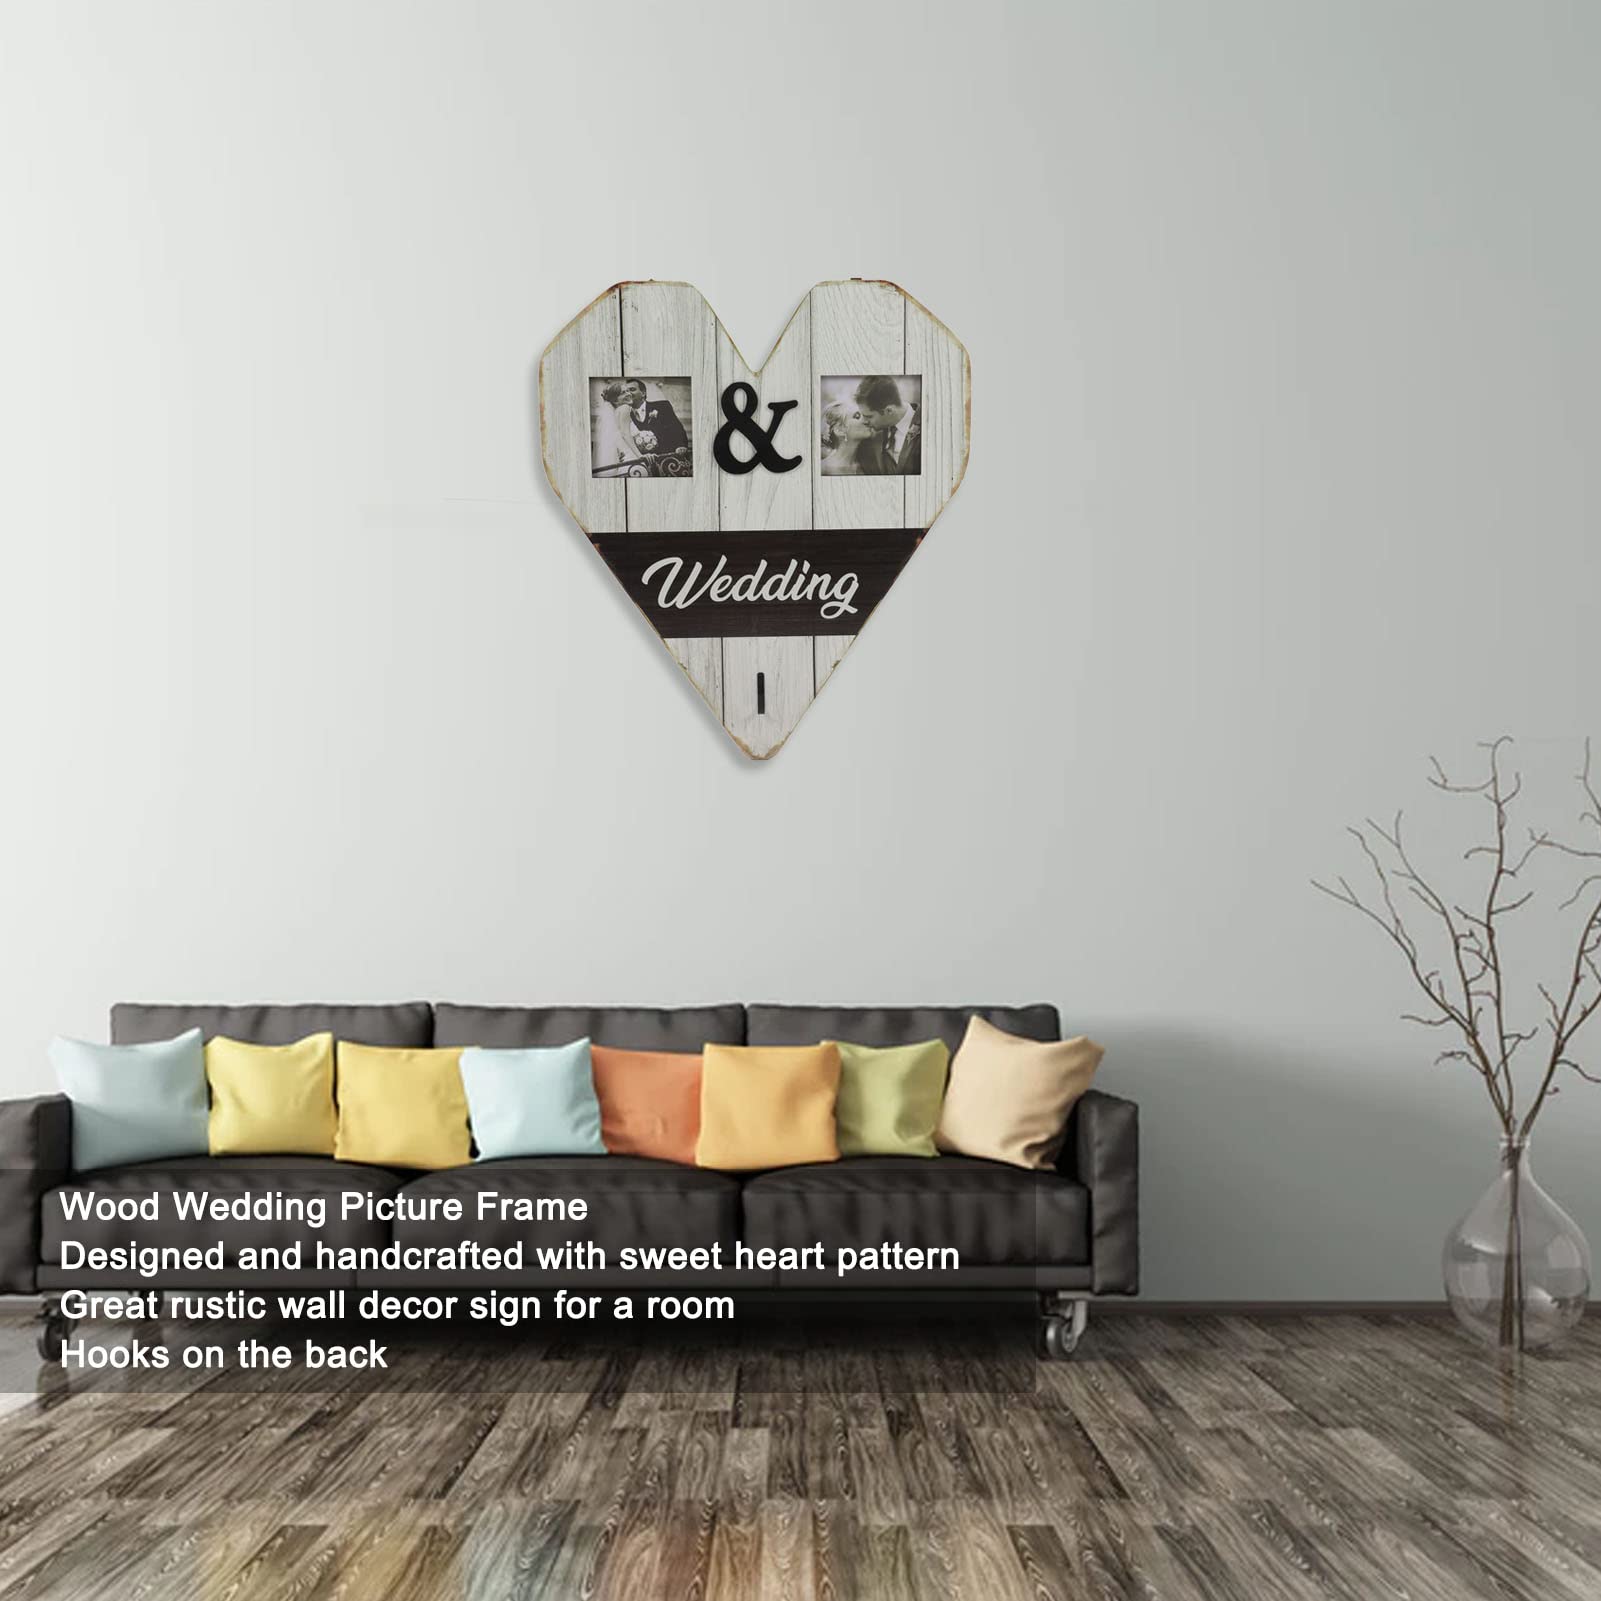 &
Wedding
Wood Wedding Picture Frame
Designed and handcrafted with sweet heart pattern
Great rustic wall decor sign for a room
Hooks on the back